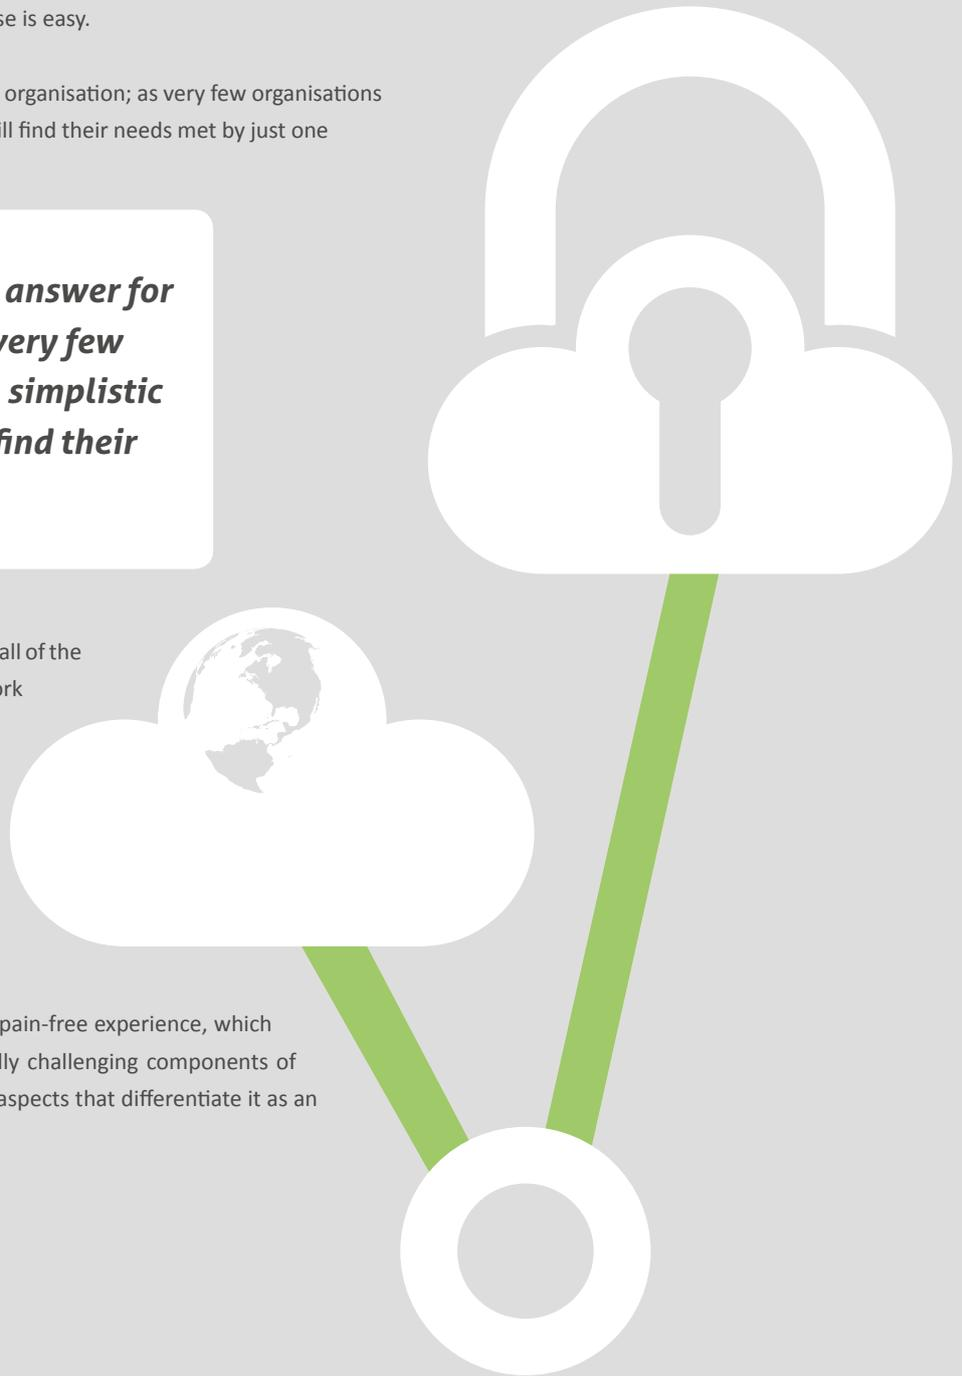 se is easy.
organisation; as very few organisations
ill find their needs met by just one
answer for
very few
simplistic
find their
all of the
ork
pain-free experience, which
lly challenging components of
aspects that differentiate it as an